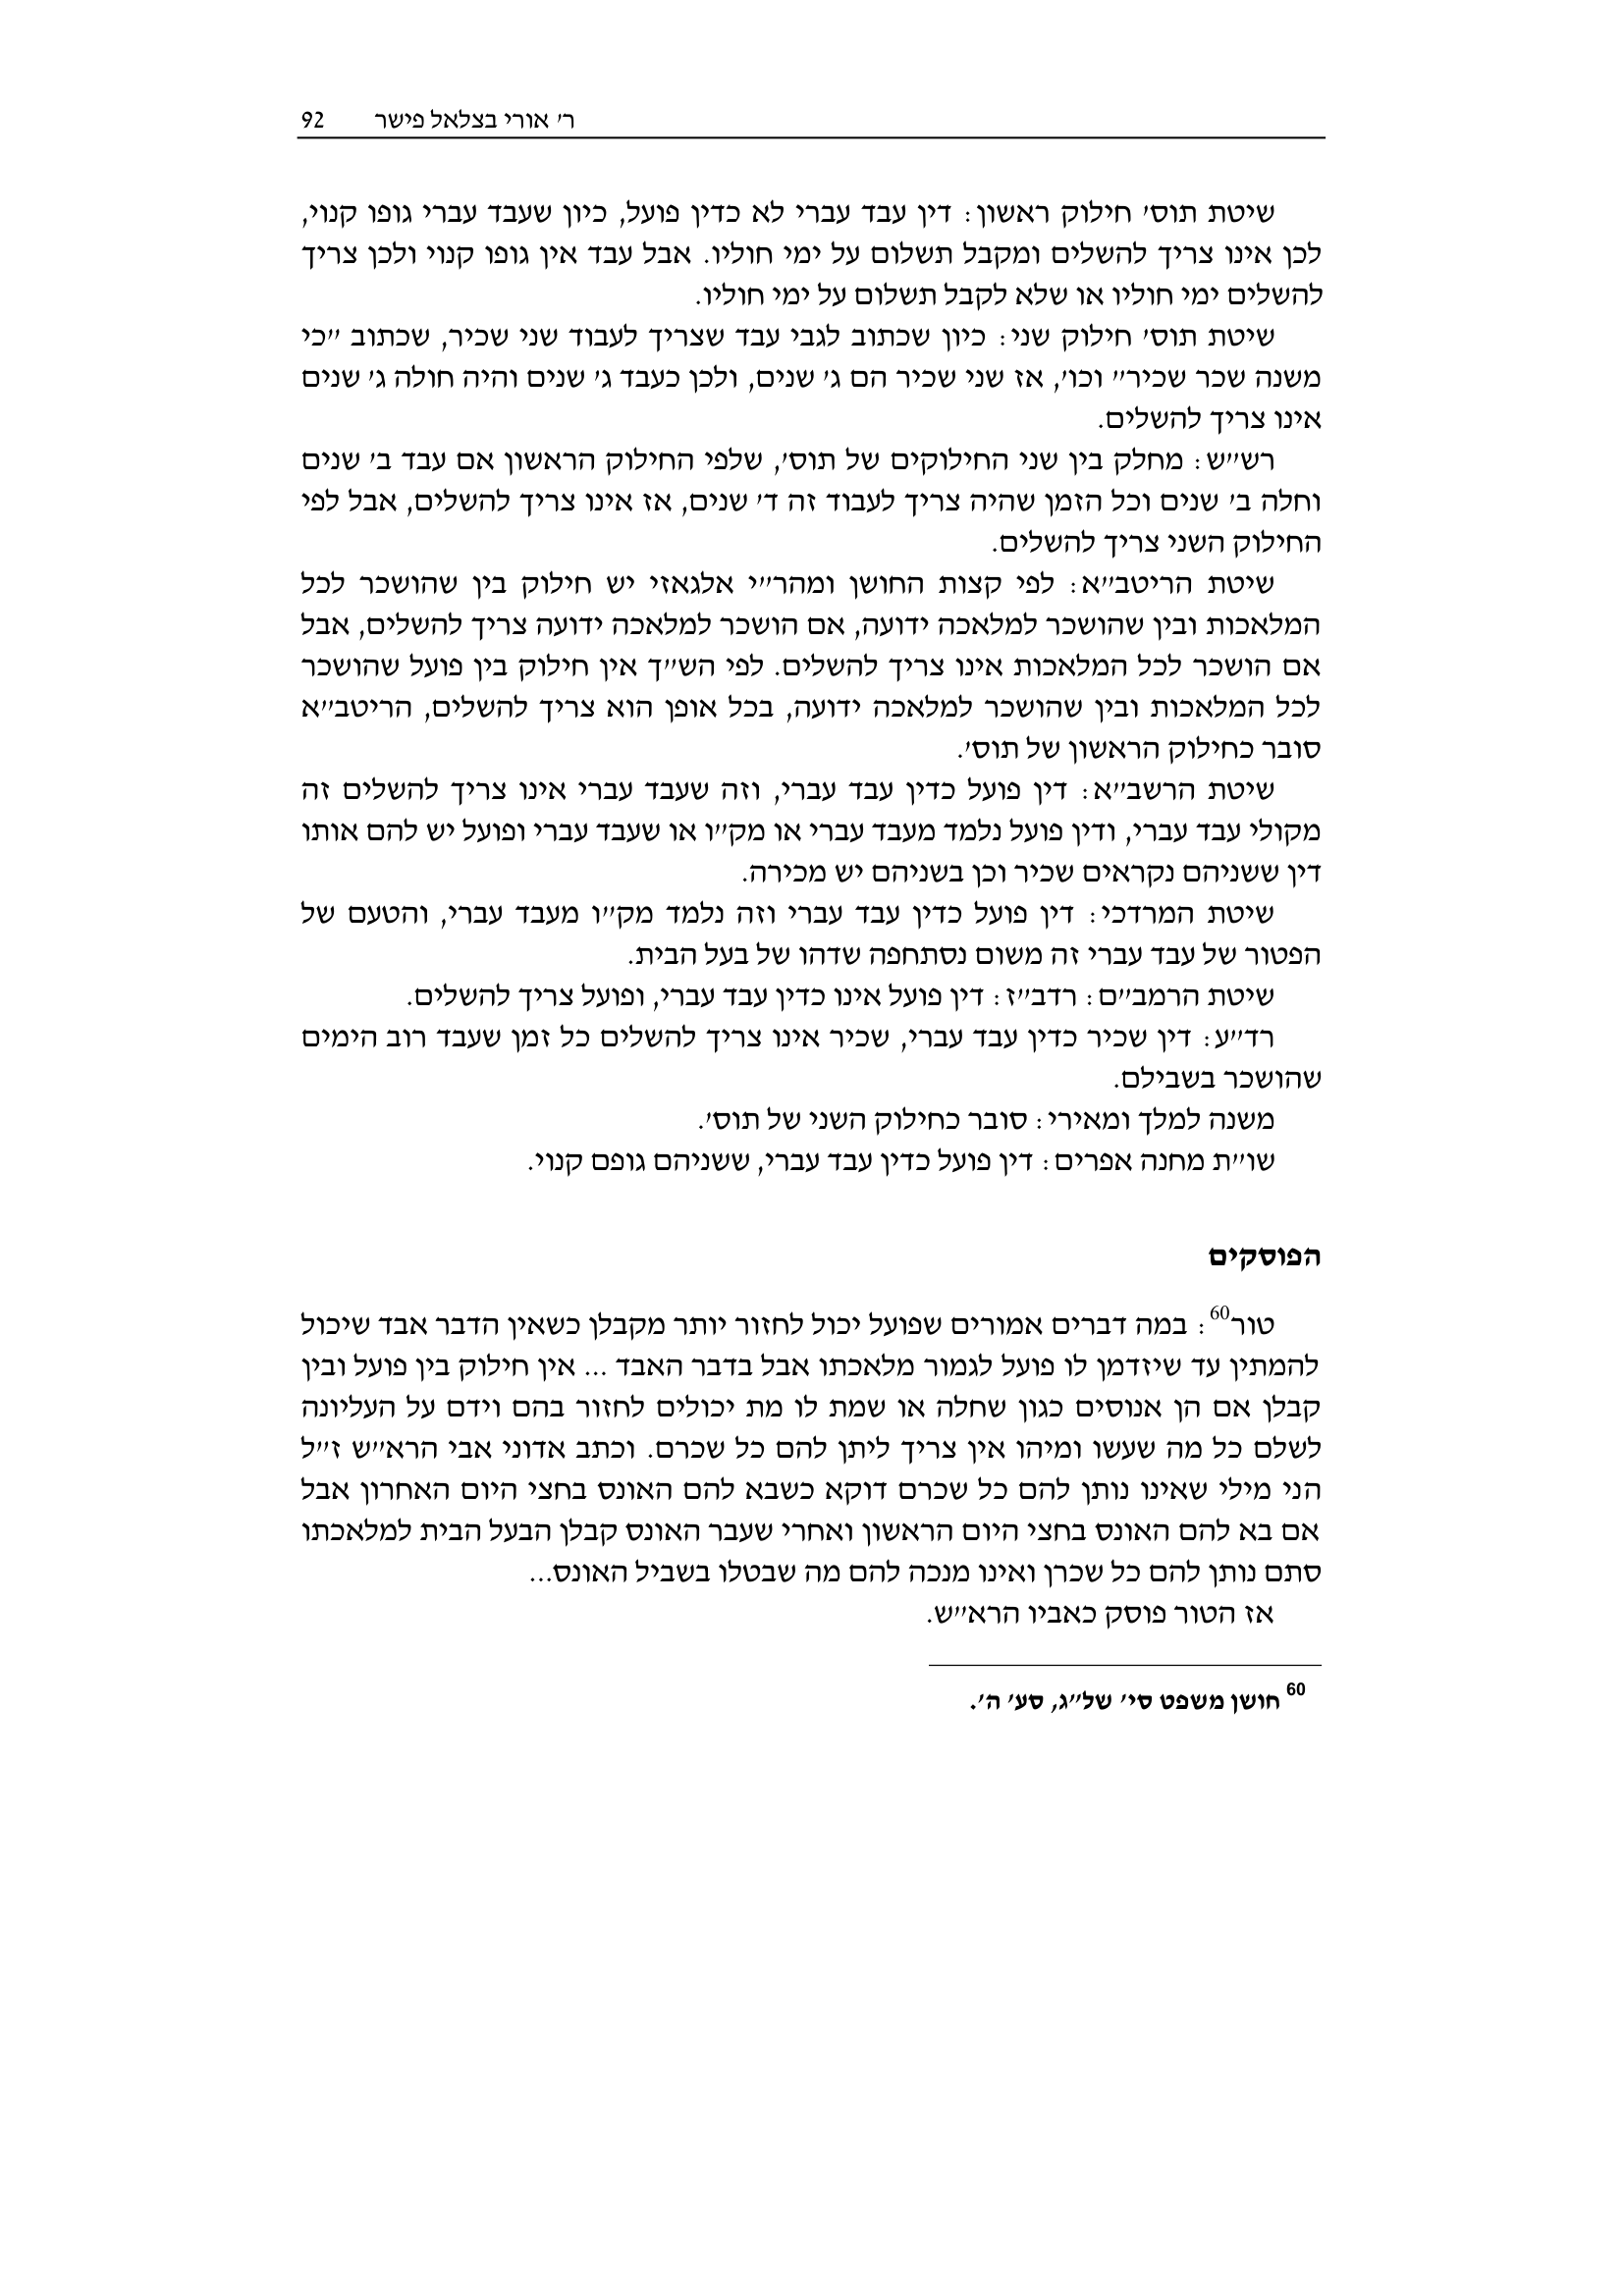 ר׳ אורי בצלאל פישר 92
שיטת תוס׳ חילוק ראשון: דין עבד עברי לא כדין פועל, כיון שעבד עברי גופו קנוי,
לכן אינו צריך להשלים ומקבל תשלום על ימי חוליו. אבל עבד אין גופו קנוי ולכן צריך
להשלים ימי חוליו או שלא לקבל תשלום על ימי חוליו.
שיטת תוס׳ חילוק שני: כיון שכתוב לגבי עבד שצריך לעבוד שני שכיר, שכתוב ״כי
משנה שכר שכיר״ וכו׳, אז שני שכיר הם ג׳ שנים, ולכן כעבד ג׳ שנים והיה חולה ג׳ שנים
אינו צריך להשלים.
רש״ש: מחלק בין שני החילוקים של תוס׳, שלפי החילוק הראשון אם עבד ב׳ שנים
וחלה ב׳ שנים וכל הזמן שהיה צריך לעבוד זה ד׳ שנים, אז אינו צריך להשלים, אבל לפי
החילוק השני צריך להשלים.
שיטת הריטב״א: לפי קצות החושן ומהר״י אלגאזי יש חילוק בין שהושכר לכל
המלאכות ובין שהושכר למלאכה ידועה, אם הושכר למלאכה ידועה צריך להשלים, אבל
אם הושכר לכל המלאכות אינו צריך להשלים. לפי הש״ך אין חילוק בין פועל שהושכר
לכל המלאכות ובין שהושכר למלאכה ידועה, בכל אופן הוא צריך להשלים, הריטב״א
סובר כחילוק הראשון של תוס׳.
שיטת הרשב״א: דין פועל כדין עבד עברי, וזה שעבד עברי אינו צריך להשלים זה
מקולי עבד עברי, ודין פועל נלמד מעבד עברי או מק״ו או שעבד עברי ופועל יש להם אותו
דין ששניהם נקראים שכיר וכן בשניהם יש מכירה.
שיטת המרדכי: דין פועל כדין עבד עברי וזה נלמד מק״ו מעבד עברי, והטעם של
הפטור של עבד עברי זה משום נסתחפה שדהו של בעל הבית.
שיטת הרמב״ם: רדב״ז: דין פועל אינו כדין עבד עברי, ופועל צריך להשלים.
רד״ע: דין שכיר כדין עבד עברי, שכיר אינו צריך להשלים כל זמן שעבד רוב הימים
שהושכר בשבילם.
משנה למלך ומאירי: סובר כחילוק השני של תוס׳.
שו״ת מחנה אפרים: דין פועל כדין עבד עברי, ששניהם גופם קנוי.
הפוסקים
טור60: במה דברים אמורים שפועל יכול לחזור יותר מקבלן כשאין הדבר אבד שיכול
להמתין עד שיזדמן לו פועל לגמור מלאכתו אבל בדבר האבד ... אין חילוק בין פועל ובין
קבלן אם הן אנוסים כגון שחלה או שמת לו מת יכולים לחזור בהם וידם על העליונה
לשלם כל מה שעשו ומיהו אין צריך ליתן להם כל שכרם. וכתב אדוני אבי הרא״ש ז״ל
הני מילי שאינו נותן להם כל שכרם דוקא כשבא להם האונס בחצי היום האחרון אבל
אם בא להם האונס בחצי היום הראשון ואחרי שעבר האונס קבלן הבעל הבית למלאכתו
סתם נותן להם כל שכרן ואינו מנכה להם מה שבטלו בשביל האונס...
אז הטור פוסק כאביו הרא״ש.
60 חושן משפט סי׳ של״ג, סע׳ ה׳.